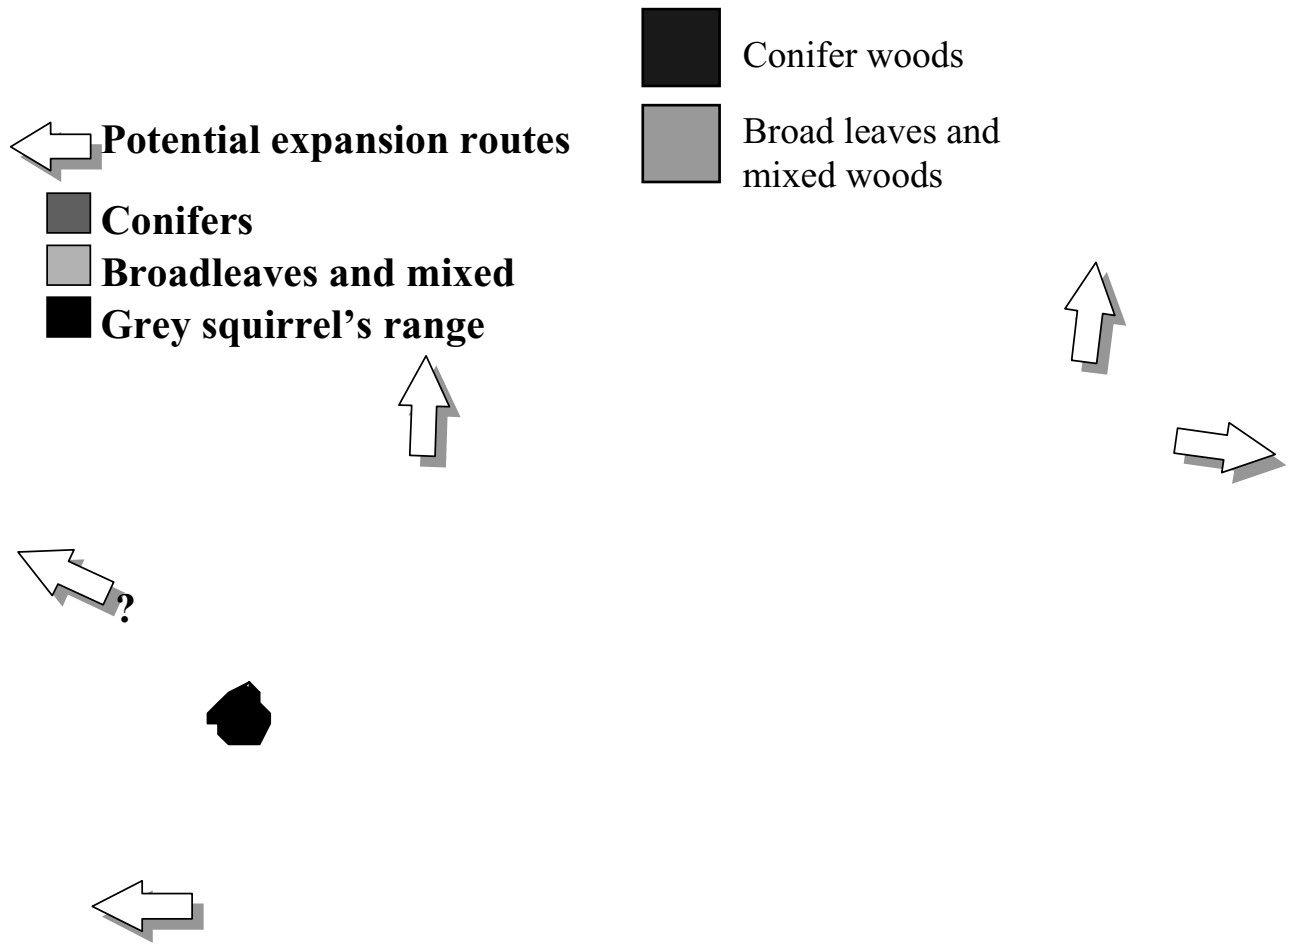 Potential expansion routes
Conifers
Broadleaves and mixed
Grey squirrel’s range
Conifer woods
Broad leaves and
mixed woods
?